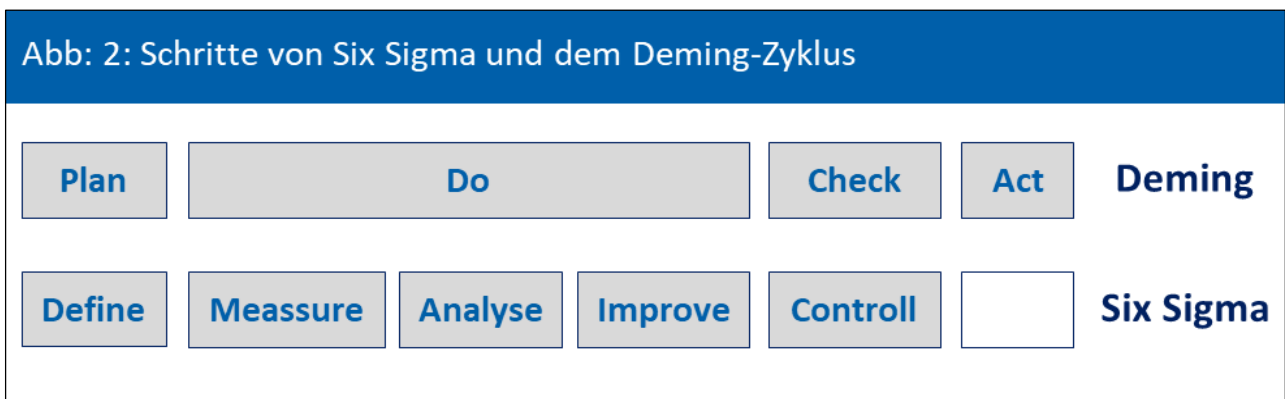 Abb: 2: Schritte von Six Sigma und dem Deming-Zyklus
Plan Do Check Act Deming
Define Meassure Analyse Improve Controll Six Sigma